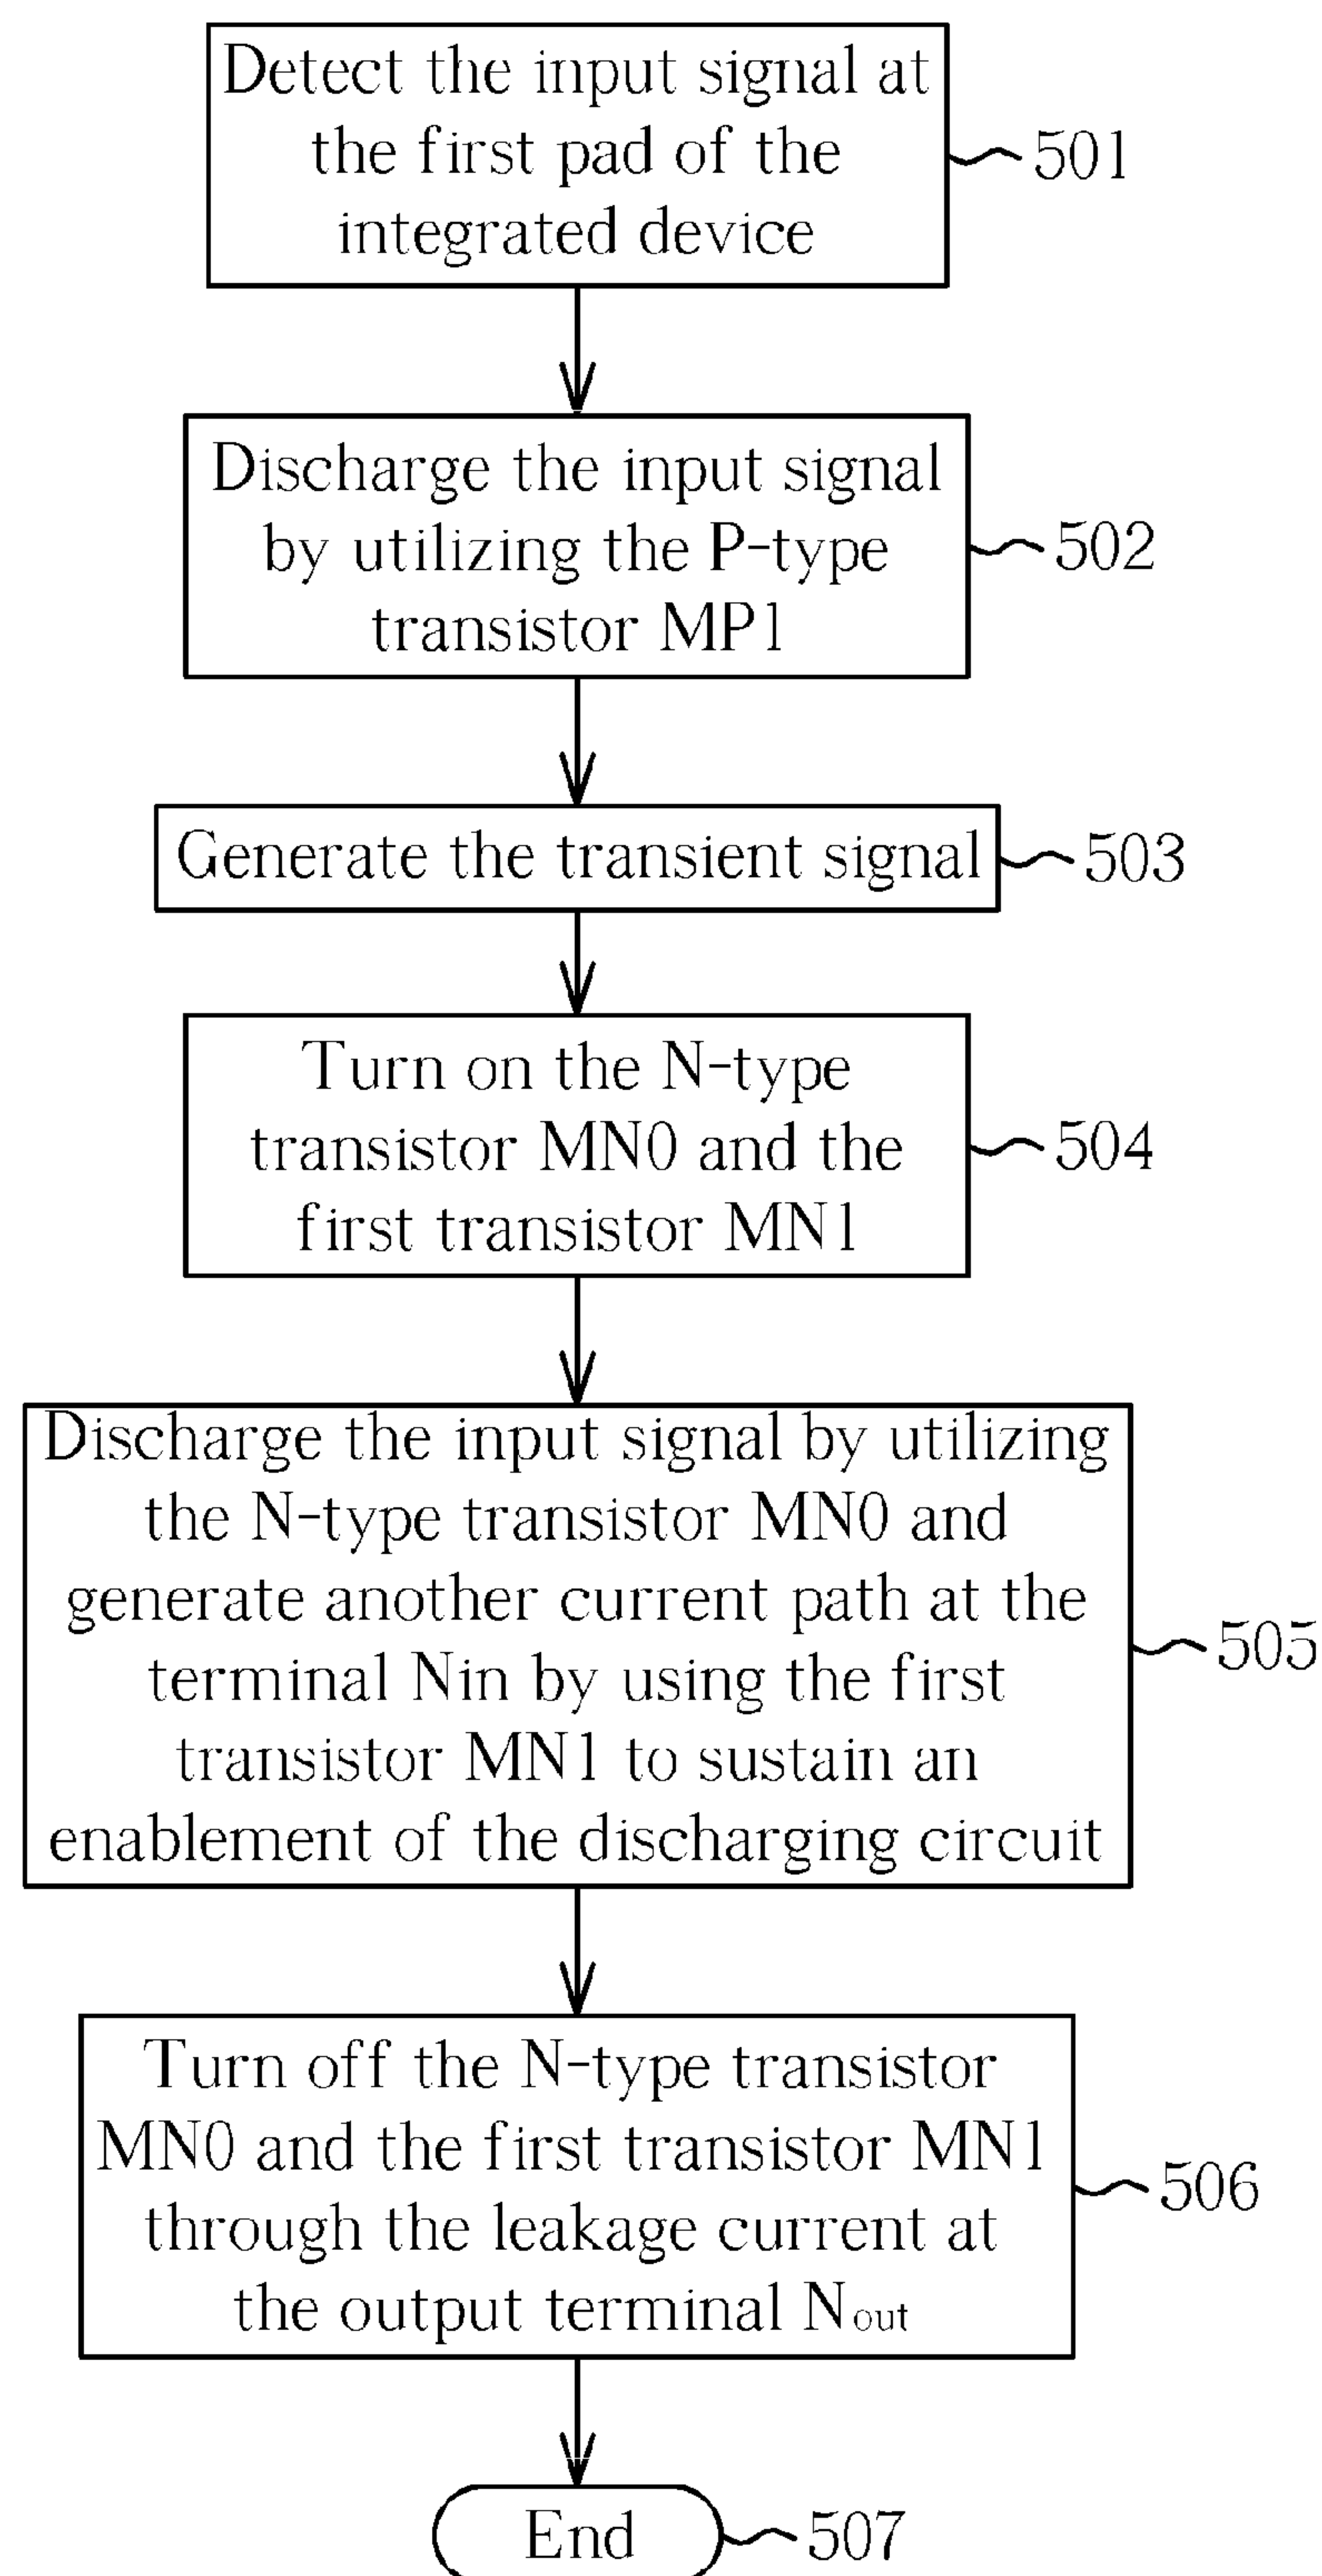 Detect the input signal at
the first pad of the
integrated device
501
Discharge the input signal
by utilizing the P-type
transistor MP1
502
Generate the transient signal
503
Turn on the N-type
transistor MN0 and the
first transistor MN1
504
Discharge the input signal by utilizing
the N-type transistor MN0 and
generate another current path at the
terminal Nin by using the first
transistor MN1 to sustain an
enablement of the discharging circuit
505
Turn off the N-type transistor
MN0 and the first transistor MN1
through the leakage current at
the output terminal Nout
506
End
507